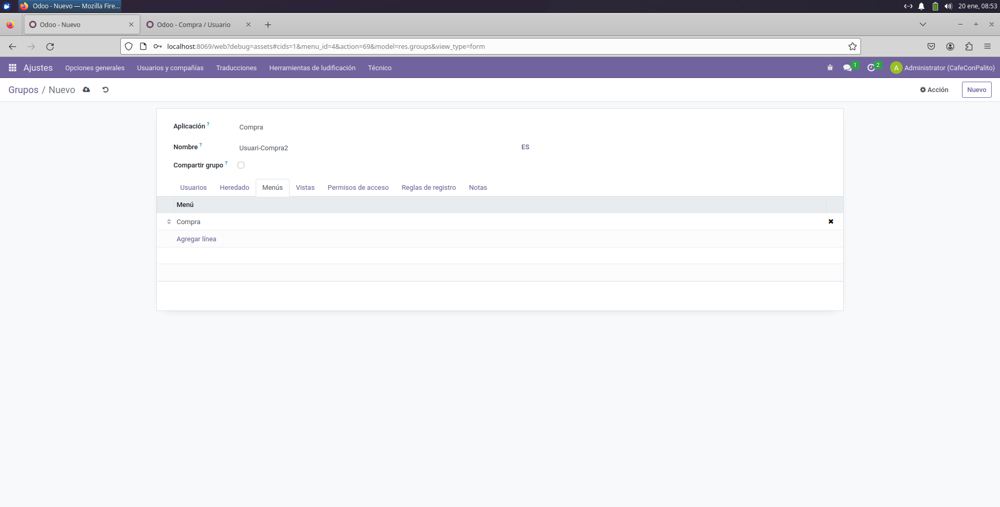 Odoo - Nuevo — Mozilla Fire...
20 ene, 08:53
Odoo - Nuevo
Odoo - Compra / Usuario
localhost:8069/web?debug=assets#cids=1&menu_id=4&action=69&model=res.groups&view_type=form
Ajustes Opciones generales Usuarios y compañías Traducciones Herramientas de ludificación Técnico 1 2 A Administrator (CafeConPalito)
Grupos / Nuevo Acción Nuevo
Aplicación ? Compra
Nombre ? Usuari-Compra2 ES
Compartir grupo ?
Usuarios Heredado Menús Vistas Permisos de acceso Reglas de registro Notas
Menú
Compra
Agregar línea